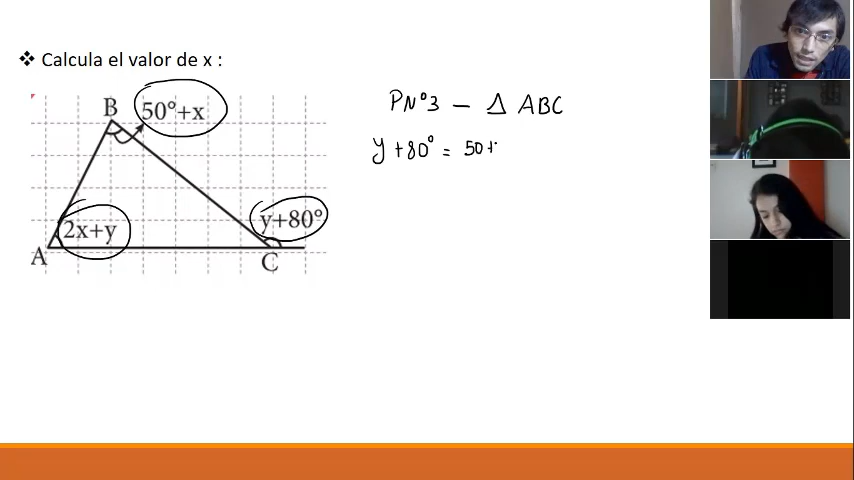 ❖ Calcula el valor de x :
B
50°+x
2x+y
y+80°
A
C
PN°3 — △ ABC
y +80° = 50+